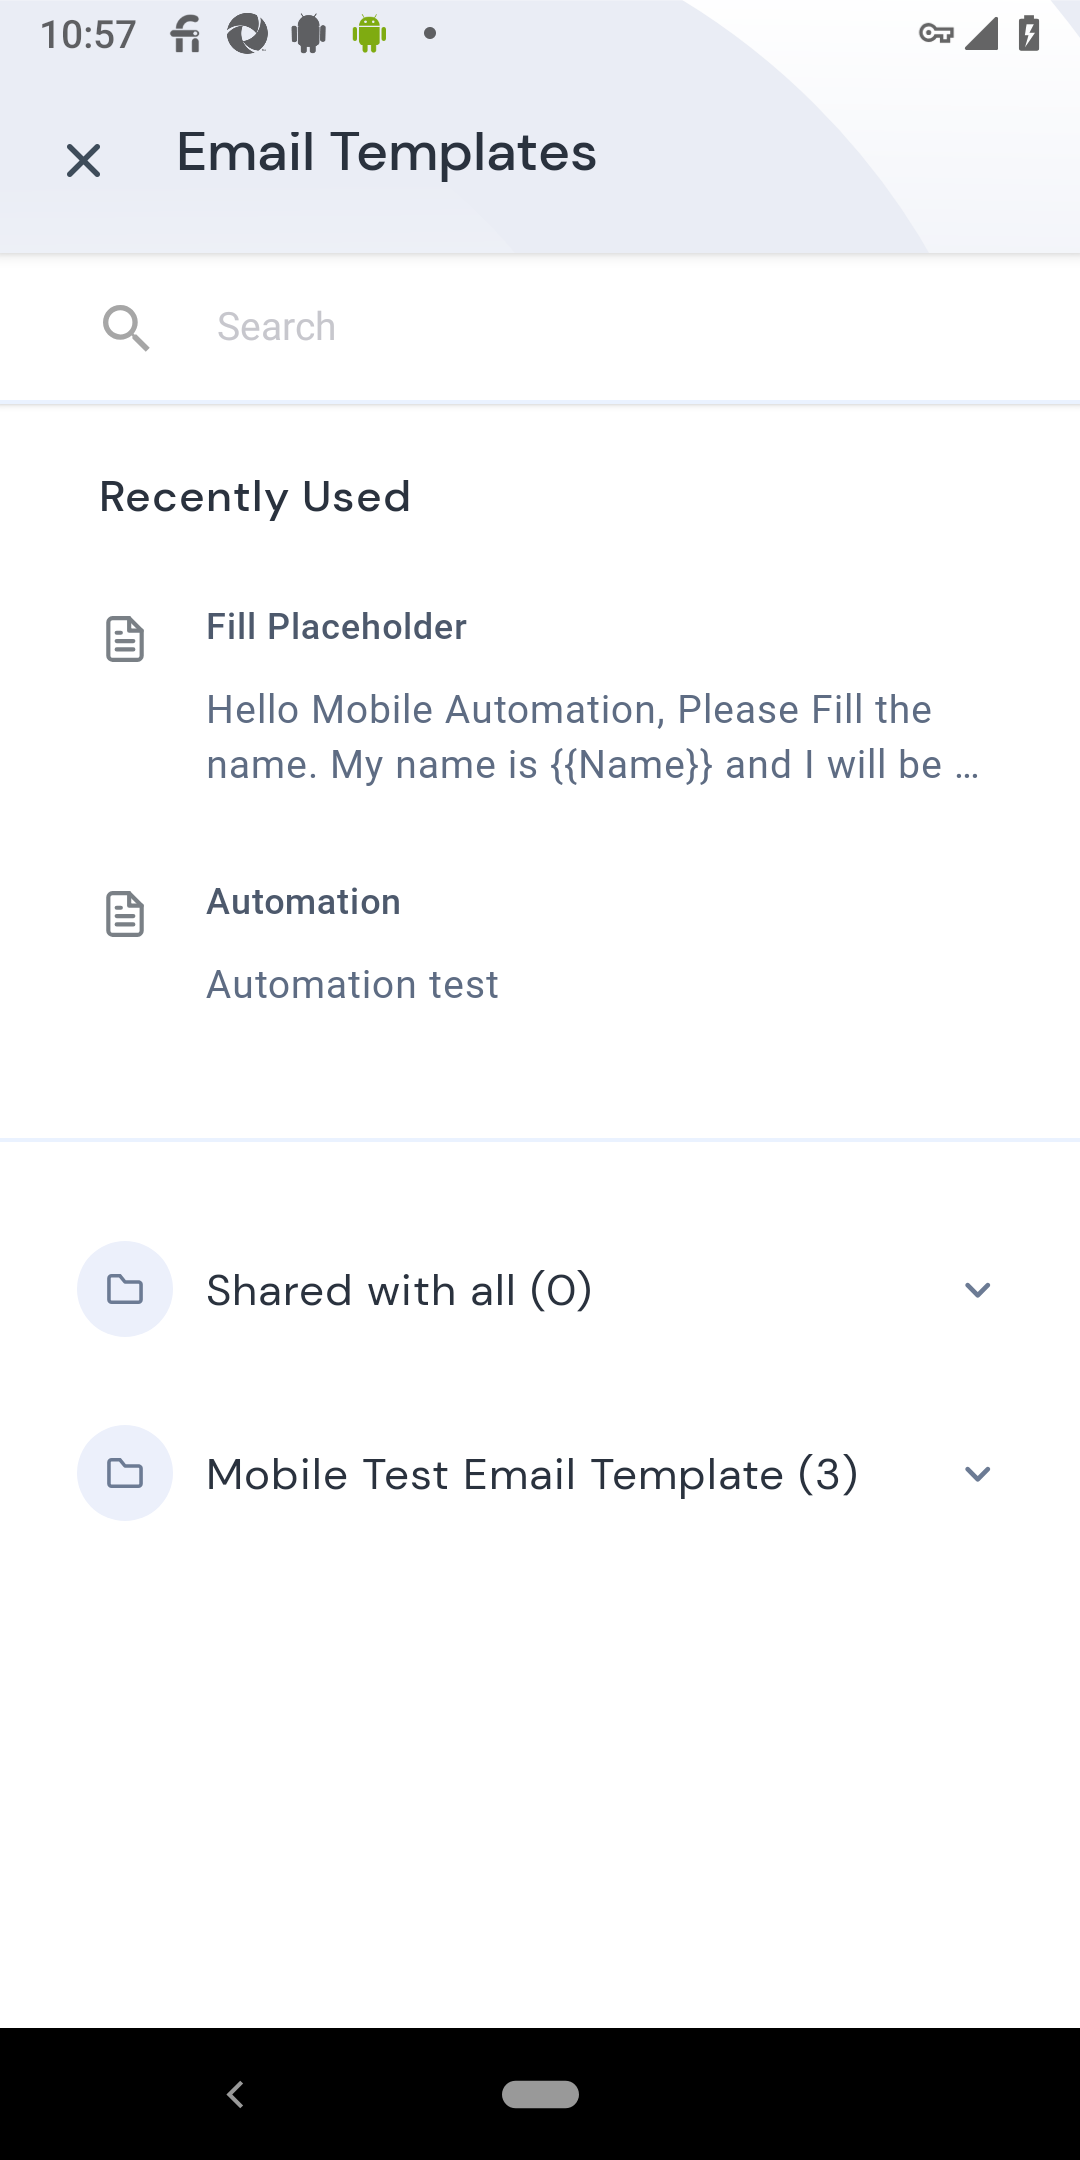 10:57
Email Templates
Search
Recently Used
Fill Placeholder
Hello Mobile Automation, Please Fill the
name. My name is {{Name}} and I will be ...
Automation
Automation test
Shared with all (0)
Mobile Test Email Template (3)